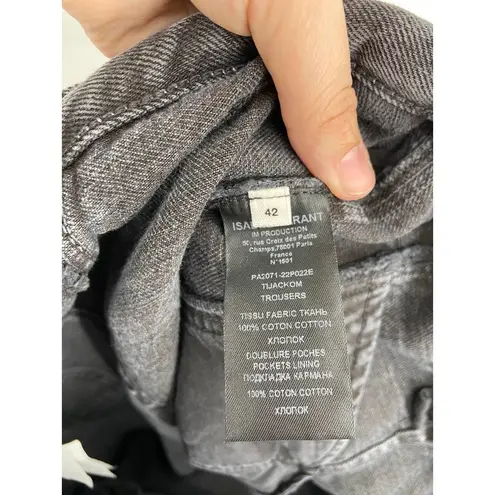 42
ISA RANT
IM PRODUCTION
50, rue Croix des Petits
Champs,75001 Paris
France
N°1501
PA2071-22P022E
TIJACKOM
TROUSERS
TISSU FABRIC ТКАНЬ
100% COTON COTTON
ХЛОПОК
DOUBLURE POCHES
POCKETS LINING
ПОДКЛАДКА КАРМАНА
100% COTON COTTON
ХЛОПОК